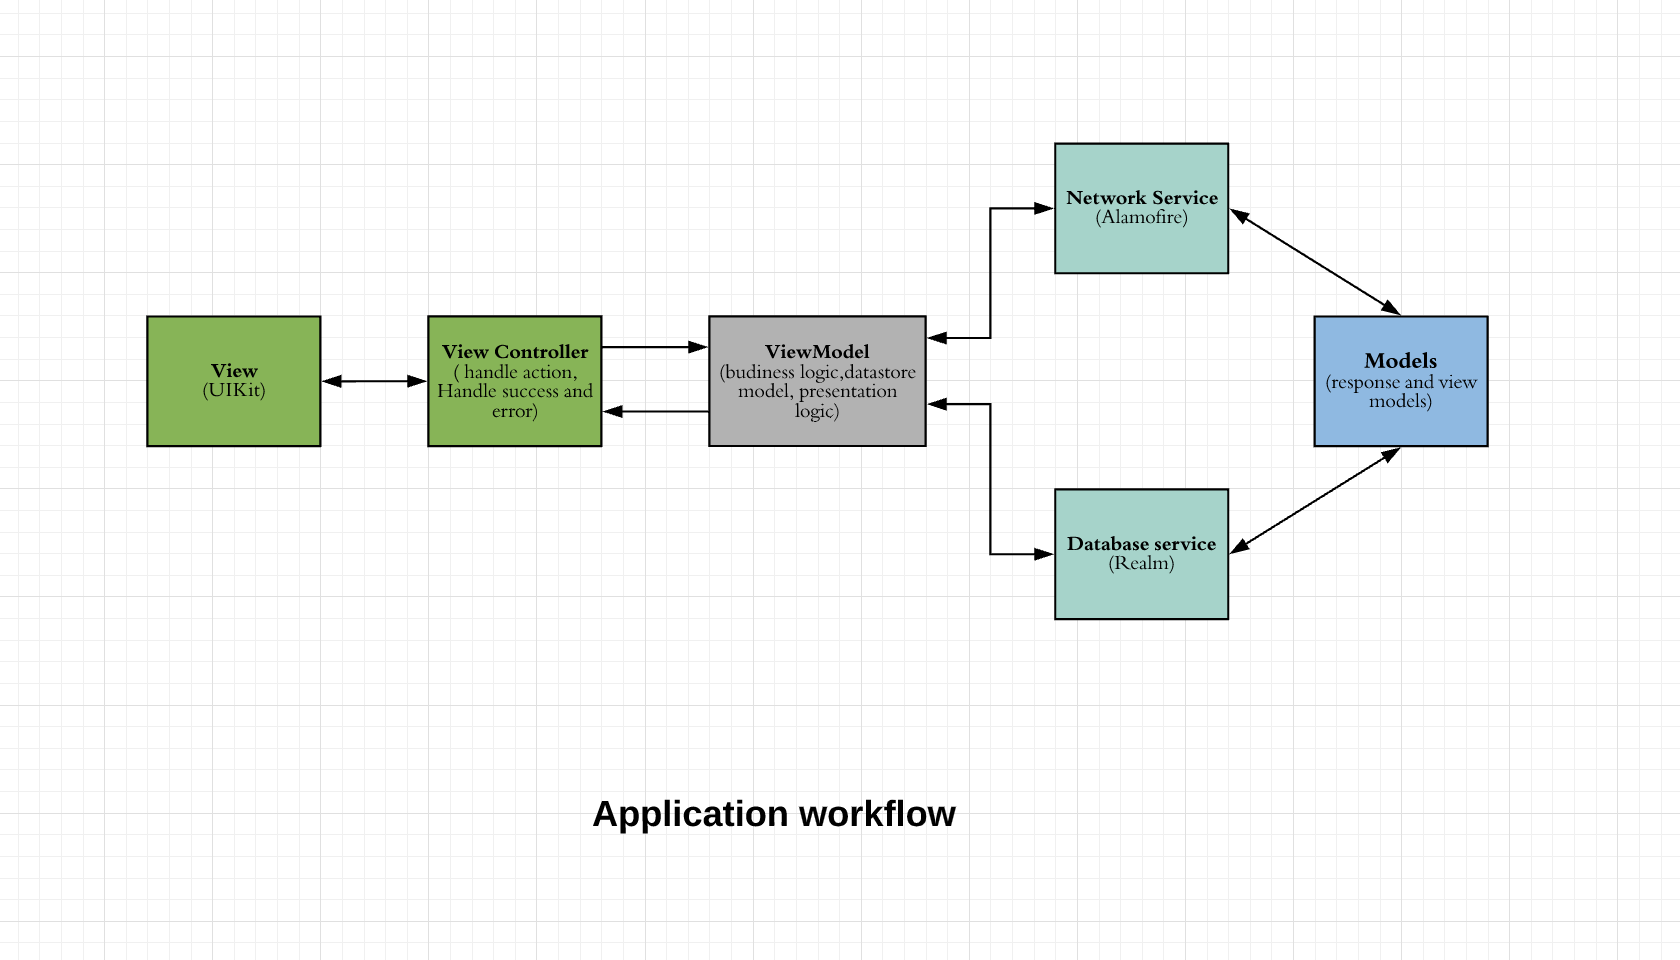 View
(UIKit)
View Controller
( handle action,
Handle success and
error)
ViewModel
(budiness logic,datastore
model, presentation
logic)
Network Service
(Alamofire)
Models
(response and view
models)
Database service
(Realm)
Application workflow